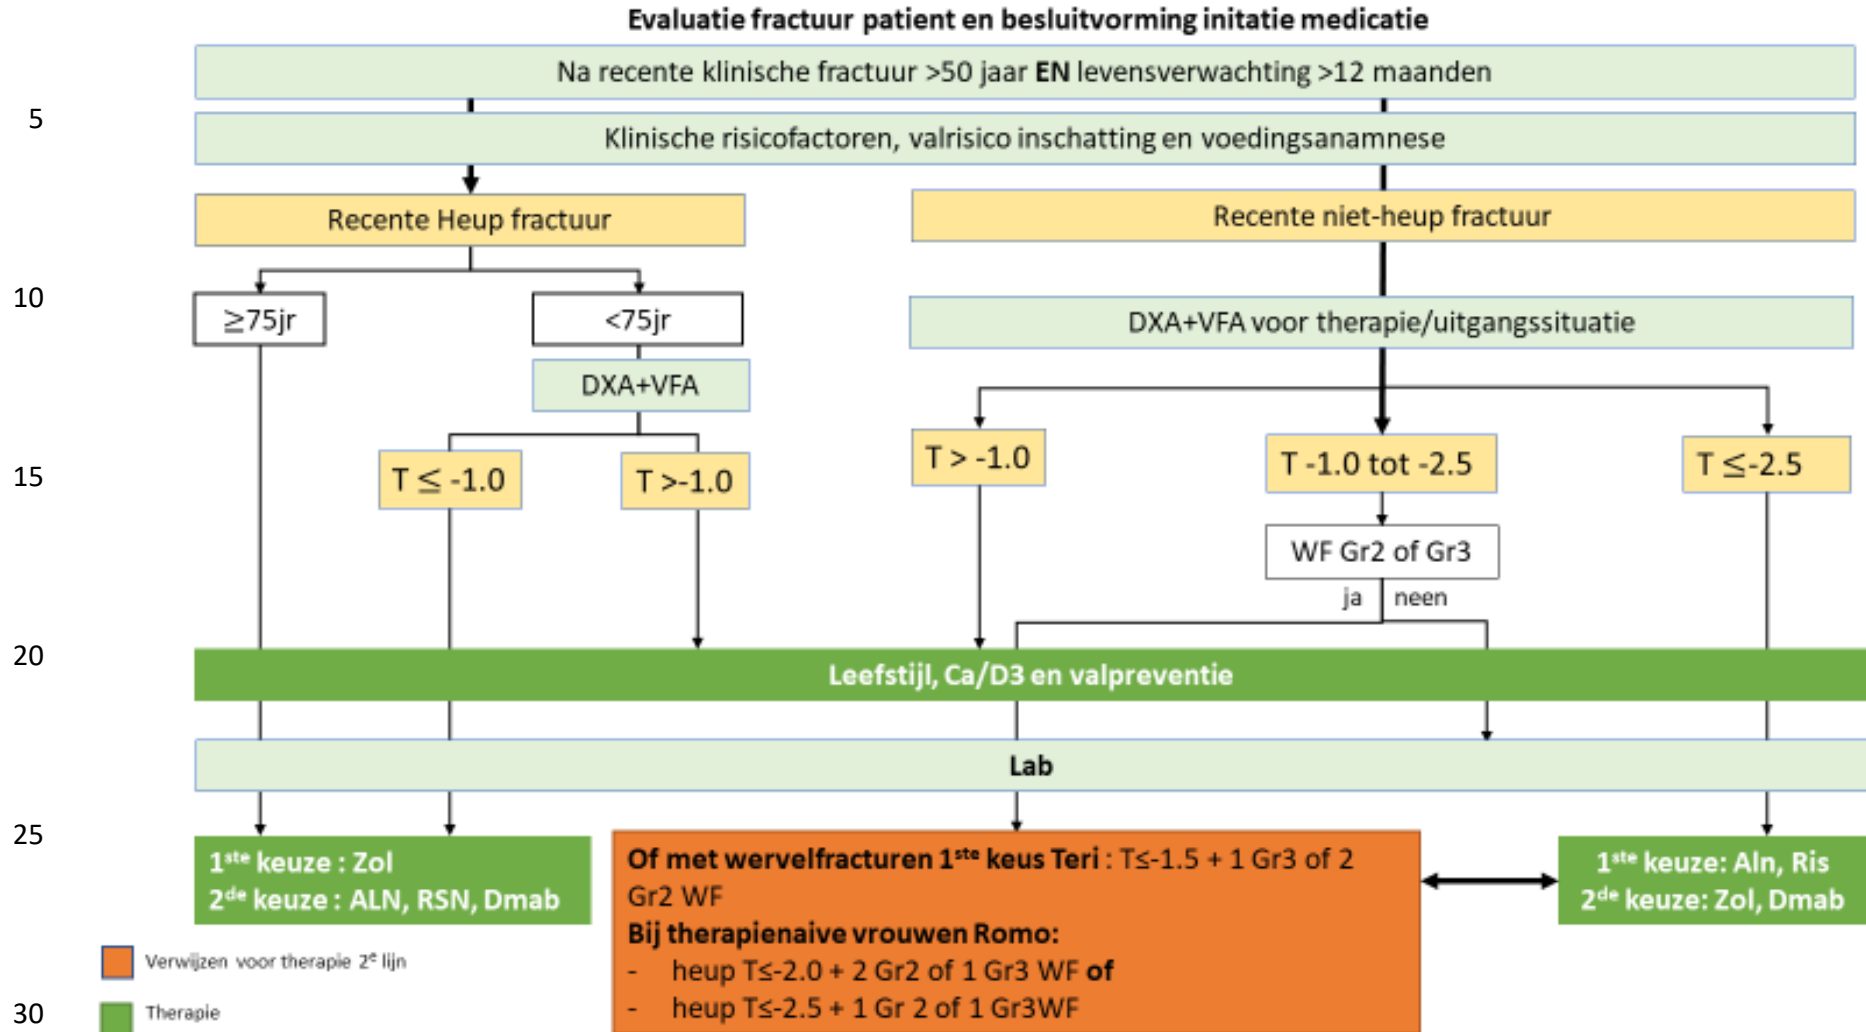 Evaluatie fractuur patient en besluitvorming initatie medicatie
Na recente klinische fractuur >50 jaar EN levensverwachting >12 maanden
5
Klinische risicofactoren, valrisico inschatting en voedingsanamnese
Recente Heup fractuur
Recente niet-heup fractuur
10
≥75jr
<75jr
DXA+VFA voor therapie/uitgangssituatie
DXA+VFA
15
T ≤ -1.0
T >-1.0
T > -1.0
T -1.0 tot -2.5
T ≤-2.5
WF Gr2 of Gr3
ja
neen
20
Leefstijl, Ca/D3 en valpreventie
Lab
25
1ste keuze : Zol
2de keuze : ALN, RSN, Dmab
Of met wervelfracturen 1ste keus Teri : T≤-1.5 + 1 Gr3 of 2
Gr2 WF
Bij therapienaive vrouwen Romo:
- heup T≤-2.0 + 2 Gr2 of 1 Gr3 WF of
- heup T≤-2.5 + 1 Gr 2 of 1 Gr3WF
1ste keuze: Aln, Ris
2de keuze: Zol, Dmab
Verwijzen voor therapie 2e lijn
30
Therapie